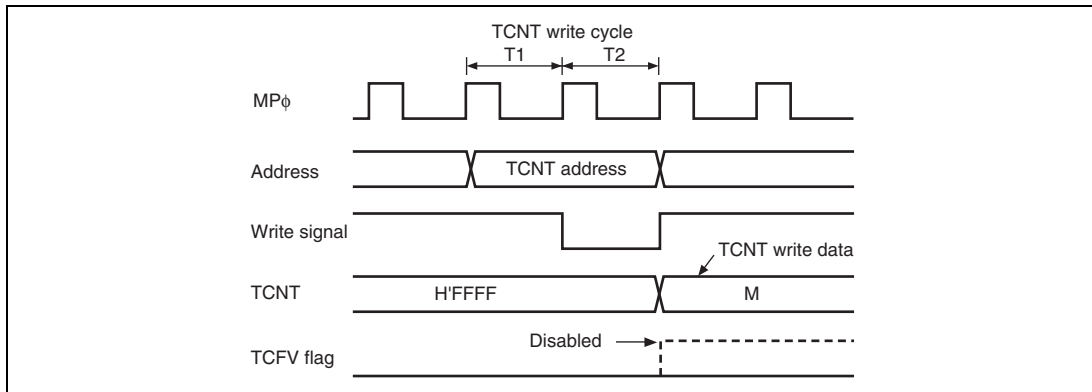 TCNT write cycle
T1 T2
MPϕ
Address TCNT address
Write signal
TCNT write data
TCNT H'FFFF M
Disabled
TCFV flag